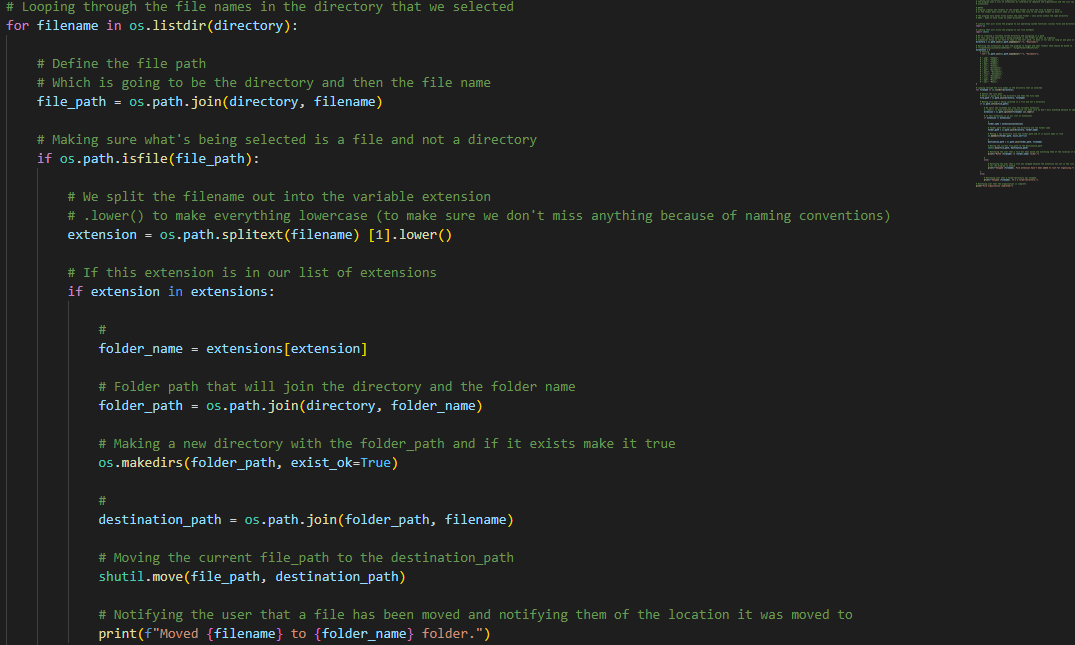 # Looping through the file names in the directory that we selected
for filename in os.listdir(directory):
# Define the file path
# Which is going to be the directory and then the file name
file_path = os.path.join(directory, filename)
# Making sure what's being selected is a file and not a directory
if os.path.isfile(file_path):
# We split the filename out into the variable extension
# .lower() to make everything lowercase (to make sure we don't miss anything because of naming conventions)
extension = os.path.splitext(filename) [1].lower()
# If this extension is in our list of extensions
if extension in extensions:
#
folder_name = extensions[extension]
# Folder path that will join the directory and the folder name
folder_path = os.path.join(directory, folder_name)
# Making a new directory with the folder_path and if it exists make it true
os.makedirs(folder_path, exist_ok=True)
#
destination_path = os.path.join(folder_path, filename)
# Moving the current file_path to the destination_path
shutil.move(file_path, destination_path)
# Notifying the user that a file has been moved and notifying them of the location it was moved to
print(f"Moved {filename} to {folder_name} folder.")